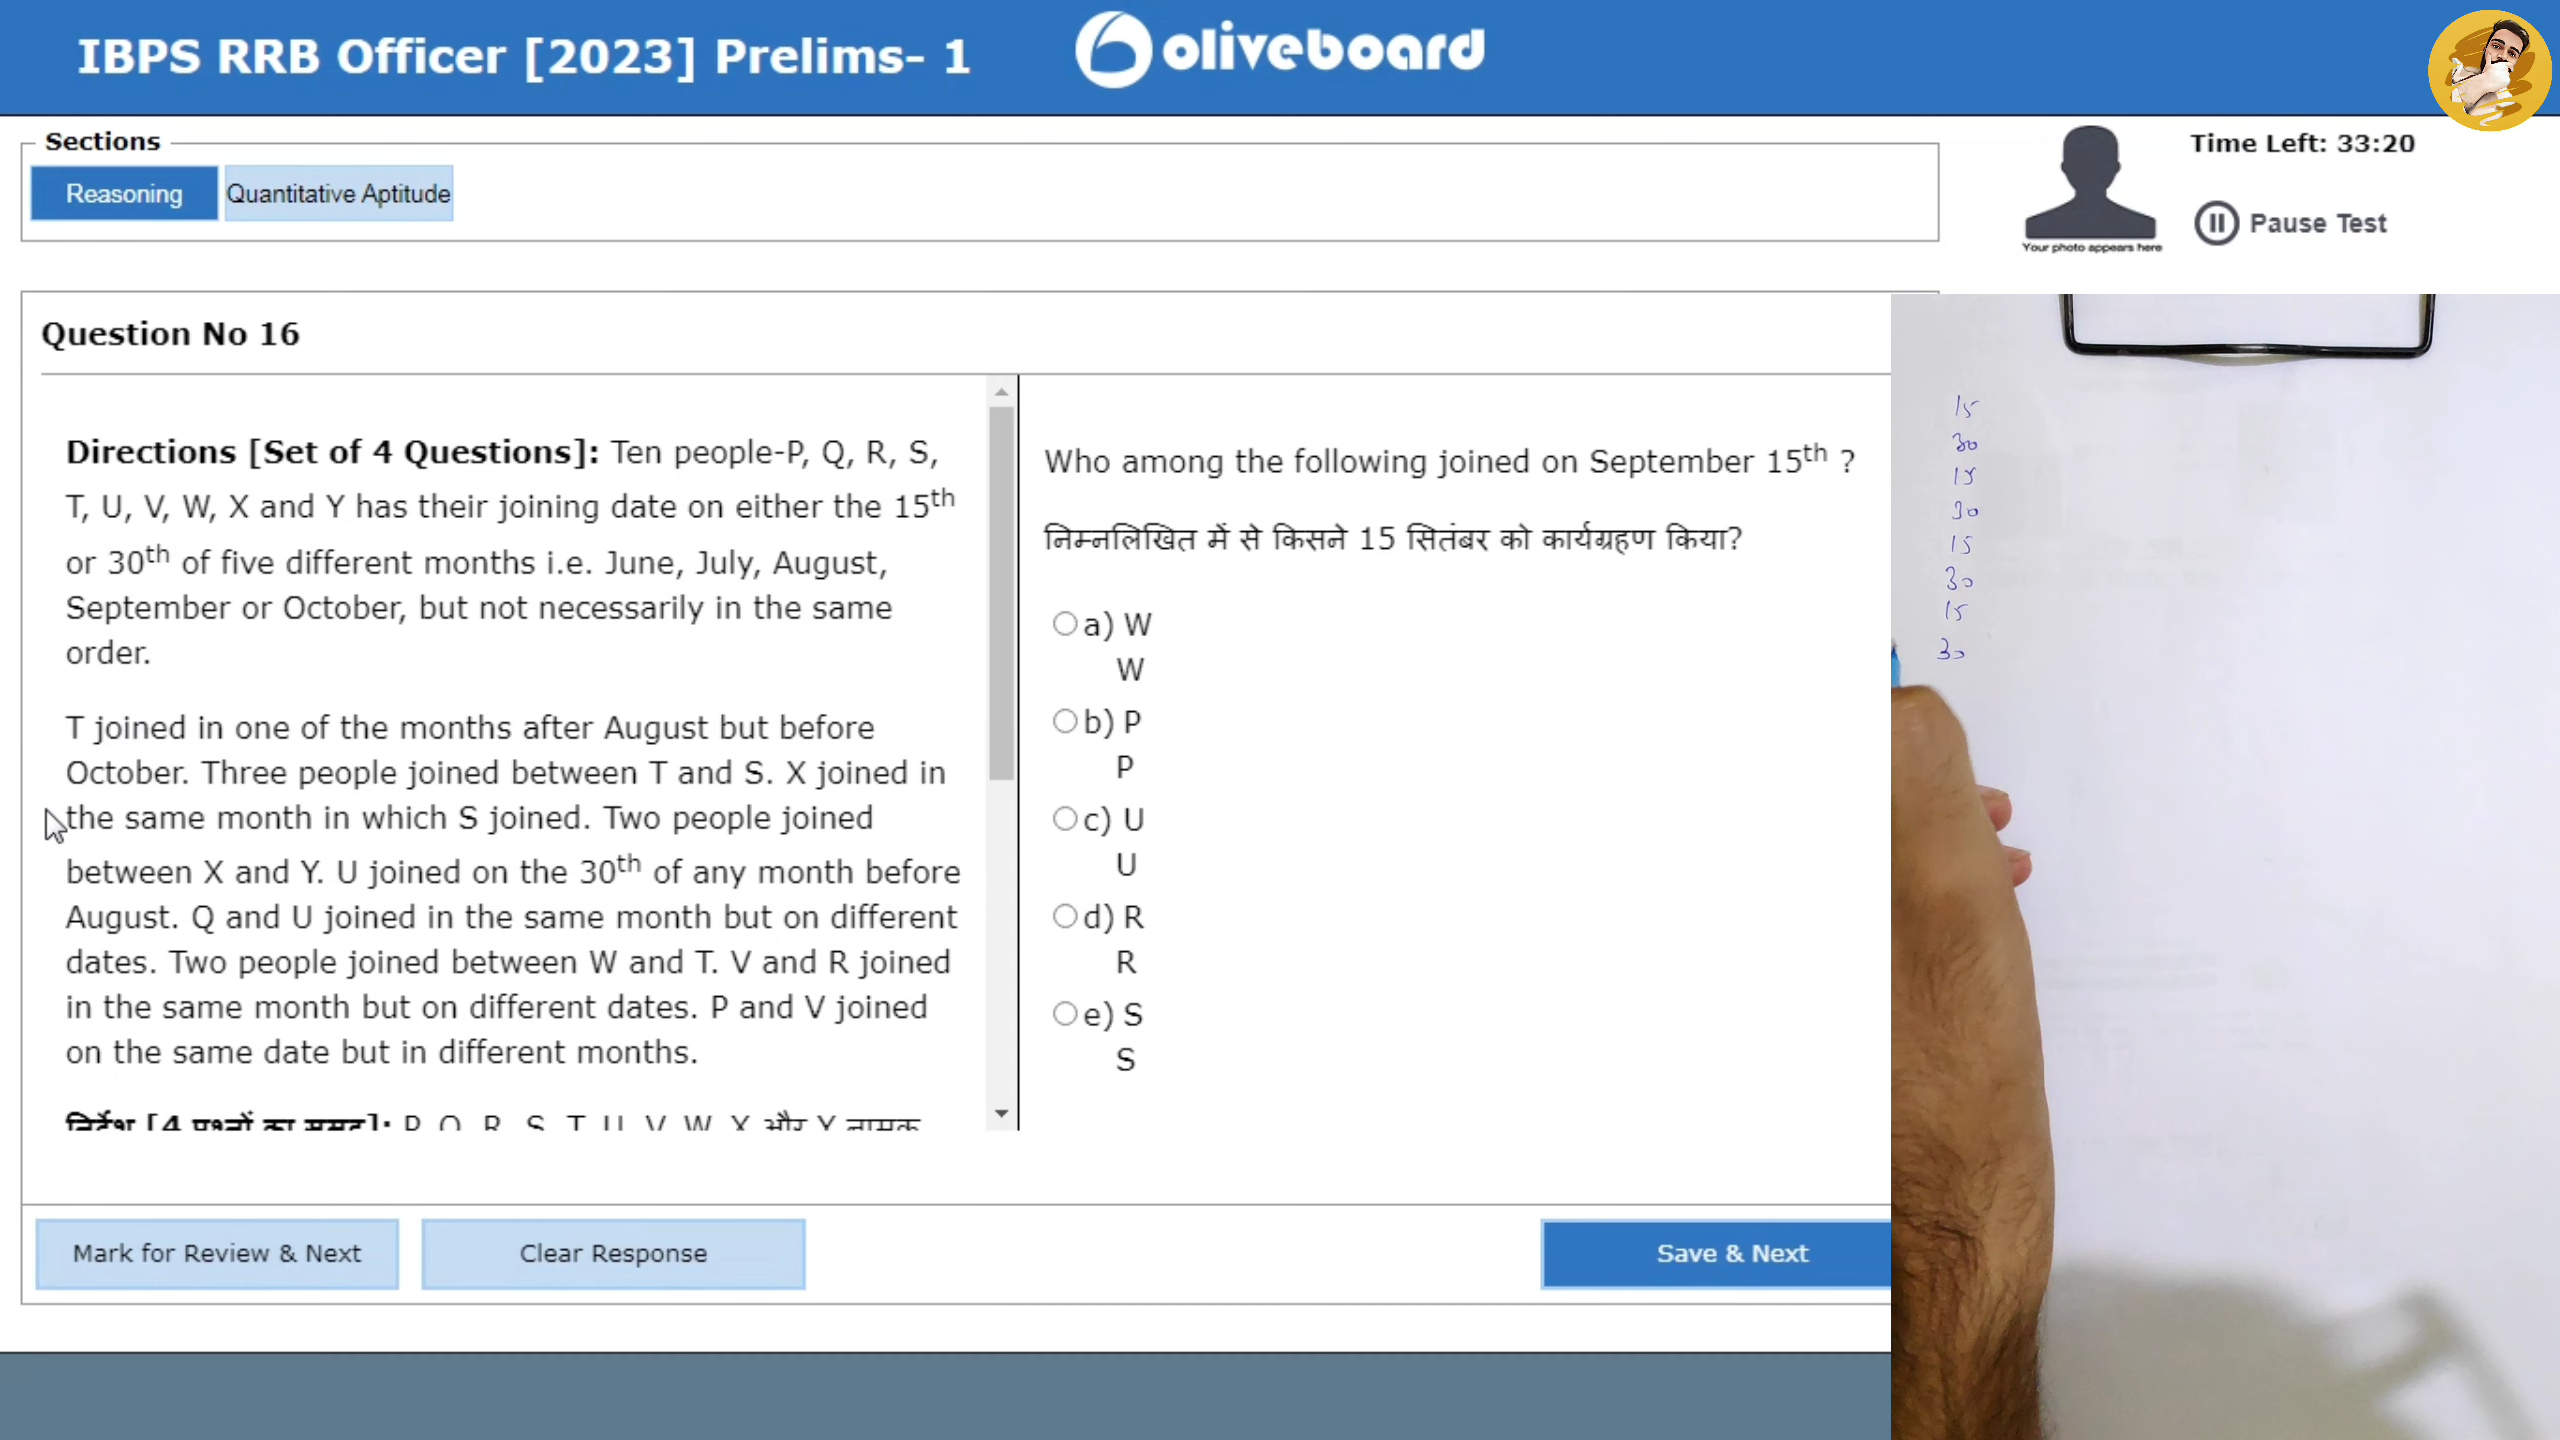 IBPS RRB Officer [2023] Prelims- 1
oliveboard
Sections
Time Left: 33:20
Reasoning
Quantitative Aptitude
Pause Test
Your photo appears here
Question No 16
Directions [Set of 4 Questions]: Ten people-P, Q, R, S,
T, U, V, W, X and Y has their joining date on either the 15th
or 30th of five different months i.e. June, July, August,
September or October, but not necessarily in the same
order.
T joined in one of the months after August but before
October. Three people joined between T and S. X joined in
the same month in which S joined. Two people joined
between X and Y. U joined on the 30th of any month before
August. Q and U joined in the same month but on different
dates. Two people joined between W and T. V and R joined
in the same month but on different dates. P and V joined
on the same date but in different months.
निर्देश [4 प्रश्नों का समूह]: P, Q, R, S, T, U, V, W, X और Y नामक
Who among the following joined on September 15th ?
निम्नलिखित में से किसने 15 सितंबर को कार्यग्रहण किया?
a) W
W
b) P
P
c) U
U
d) R
R
e) S
S
15
30
15
30
15
30
15
30
Mark for Review & Next
Clear Response
Save & Next